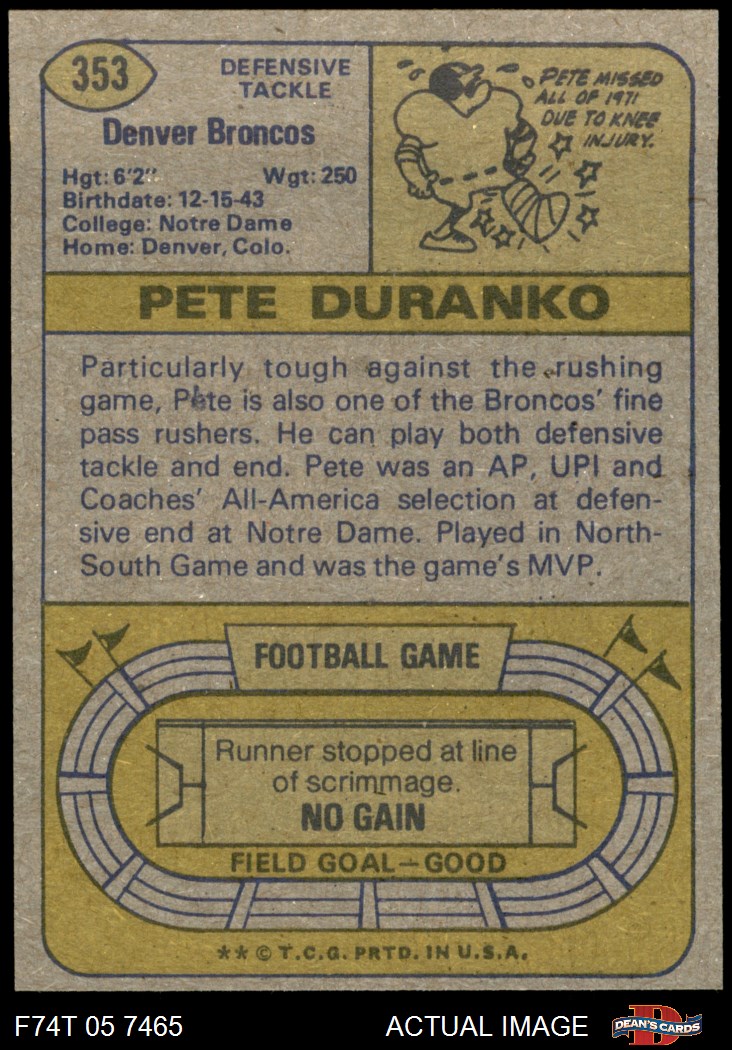 353
DEFENSIVE
TACKLE
Denver Broncos
Hgt: 6'2" Wgt: 250
Birthdate: 12-15-43
College: Notre Dame
Home: Denver, Colo.
PETE MISSED
ALL OF 1971
DUE TO KNEE
INJURY.
PETE DURANKO
Particularly tough against the rushing
game, Pete is also one of the Broncos' fine
pass rushers. He can play both defensive
tackle and end. Pete was an AP, UPI and
Coaches' All-America selection at defen-
sive end at Notre Dame. Played in North-
South Game and was the game's MVP.
FOOTBALL GAME
Runner stopped at line
of scrimmage.
NO GAIN
FIELD GOAL—GOOD
** © T.C.G. PRTD. IN U.S.A.
F74T 05 7465 ACTUAL IMAGE
D
DEAN'S CARDS